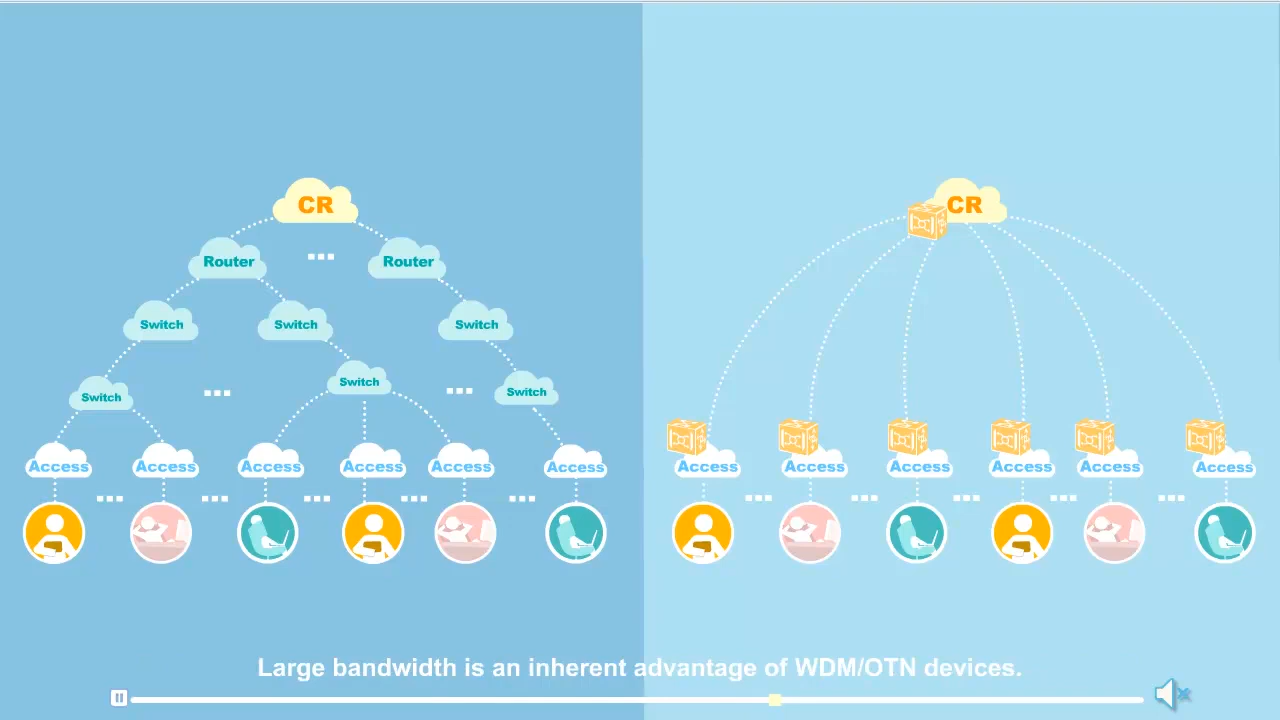 CR
Router
Router
Switch
Switch
Switch
Switch
Switch
Switch
Access
Access
Access
Access
Access
Access
CR
Access
Access
Access
Access
Access
Access
Large bandwidth is an inherent advantage of WDM/OTN devices.